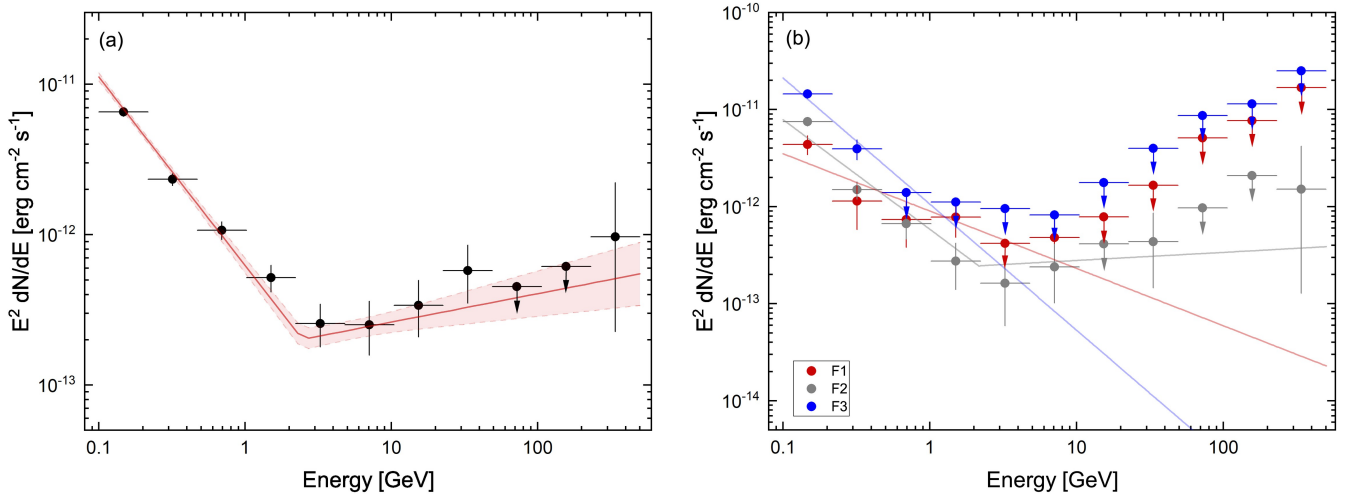 (a)
10⁻¹¹
10⁻¹²
10⁻¹³
E² dN/dE [erg cm⁻² s⁻¹]
0.1 1 10 100
Energy [GeV]
(b)
10⁻¹⁰
10⁻¹¹
10⁻¹²
10⁻¹³
10⁻¹⁴
E² dN/dE [erg cm⁻² s⁻¹]
F1
F2
F3
0.1 1 10 100
Energy [GeV]